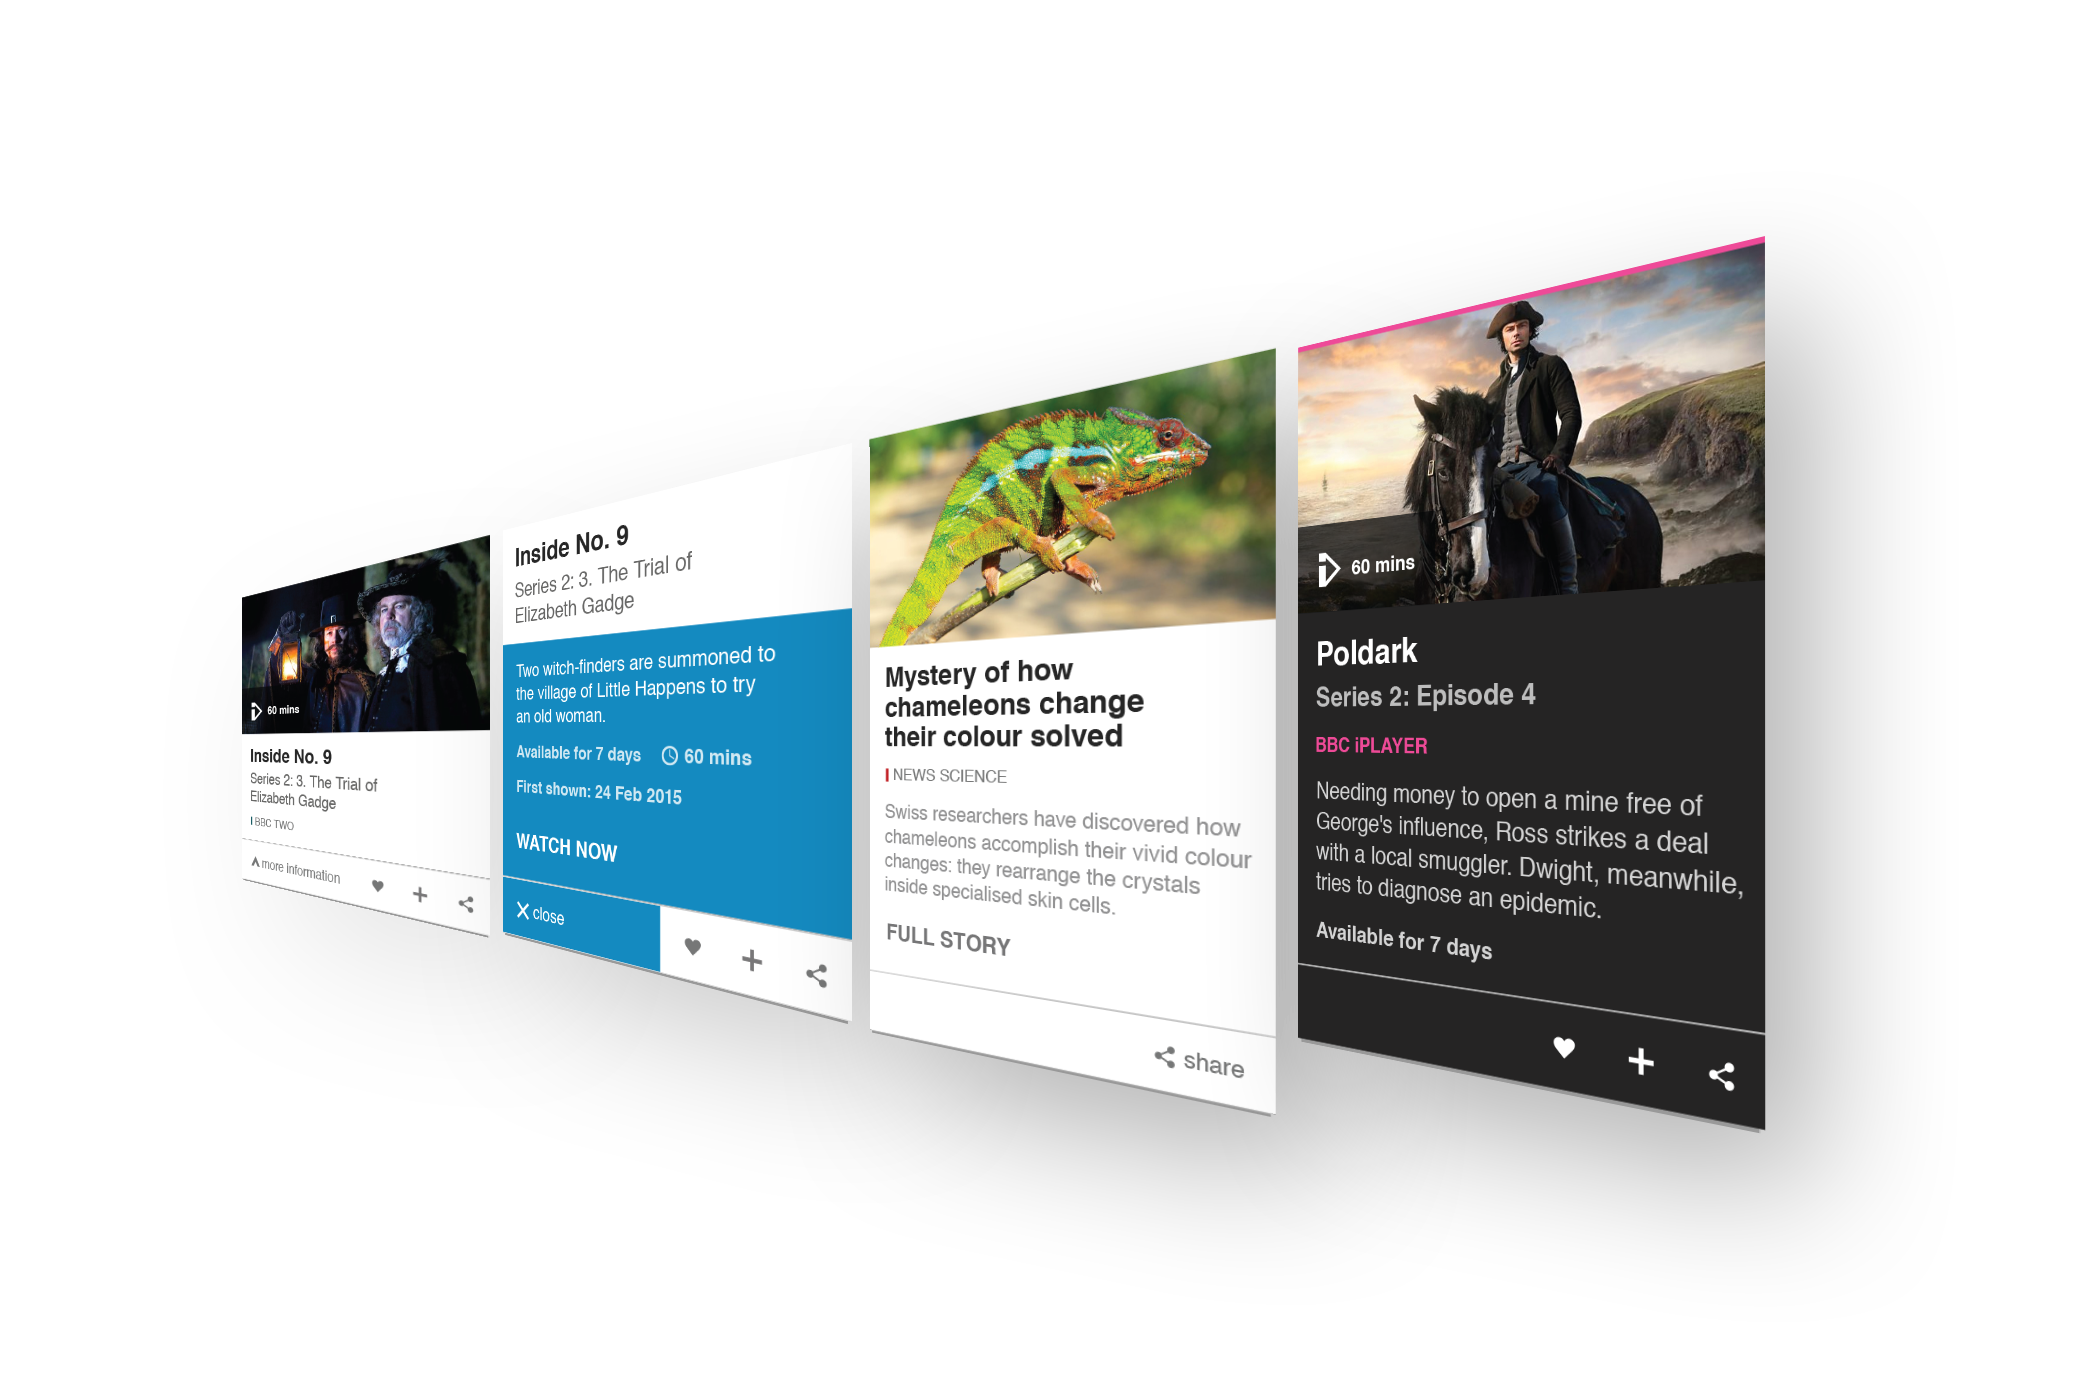 60 mins
Inside No. 9
Series 2: 3. The Trial of
Elizabeth Gadge
BBC TWO
more information
Inside No. 9
Series 2: 3. The Trial of
Elizabeth Gadge
Two witch-finders are summoned to
the village of Little Happens to try
an old woman.
Available for 7 days 60 mins
First shown: 24 Feb 2015
WATCH NOW
close
Mystery of how
chameleons change
their colour solved
NEWS SCIENCE
Swiss researchers have discovered how
chameleons accomplish their vivid colour
changes: they rearrange the crystals
inside specialised skin cells.
FULL STORY
share
60 mins
Poldark
Series 2: Episode 4
BBC iPLAYER
Needing money to open a mine free of
George's influence, Ross strikes a deal
with a local smuggler. Dwight, meanwhile,
tries to diagnose an epidemic.
Available for 7 days